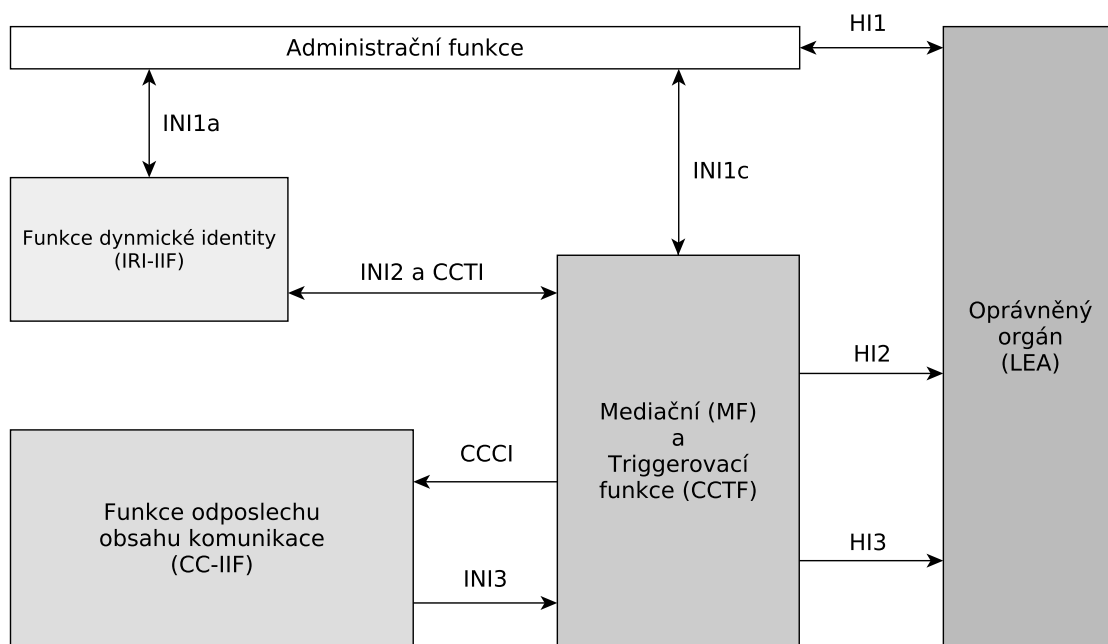 HI1
Administrační funkce
INI1a
INI1c
Funkce dynmické identity
(IRI-IIF)
INI2 a CCTI
Oprávněný
orgán
(LEA)
HI2
Mediační (MF)
a
Triggerovací
funkce (CCTF)
CCCI
Funkce odposlechu
obsahu komunikace
(CC-IIF)
HI3
INI3